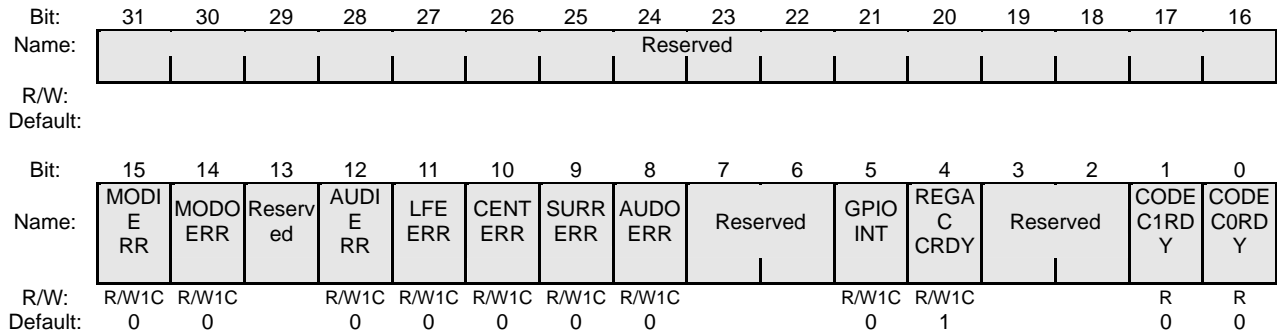 Bit: 31 30 29 28 27 26 25 24 23 22 21 20 19 18 17 16
Name: Reserved
R/W:
Default:
Bit: 15 14 13 12 11 10 9 8 7 6 5 4 3 2 1 0
Name: MODI E RR MODO ERR Reserv ed AUDI E RR LFE ERR CENT ERR SURR ERR AUDO ERR Reserved GPIO INT REGA C CRDY Reserved CODE C1RD Y CODE C0RD Y
R/W: R/W1C R/W1C R/W1C R/W1C R/W1C R/W1C R/W1C R/W1C R/W1C R R
Default: 0 0 0 0 0 0 0 0 1 0 0